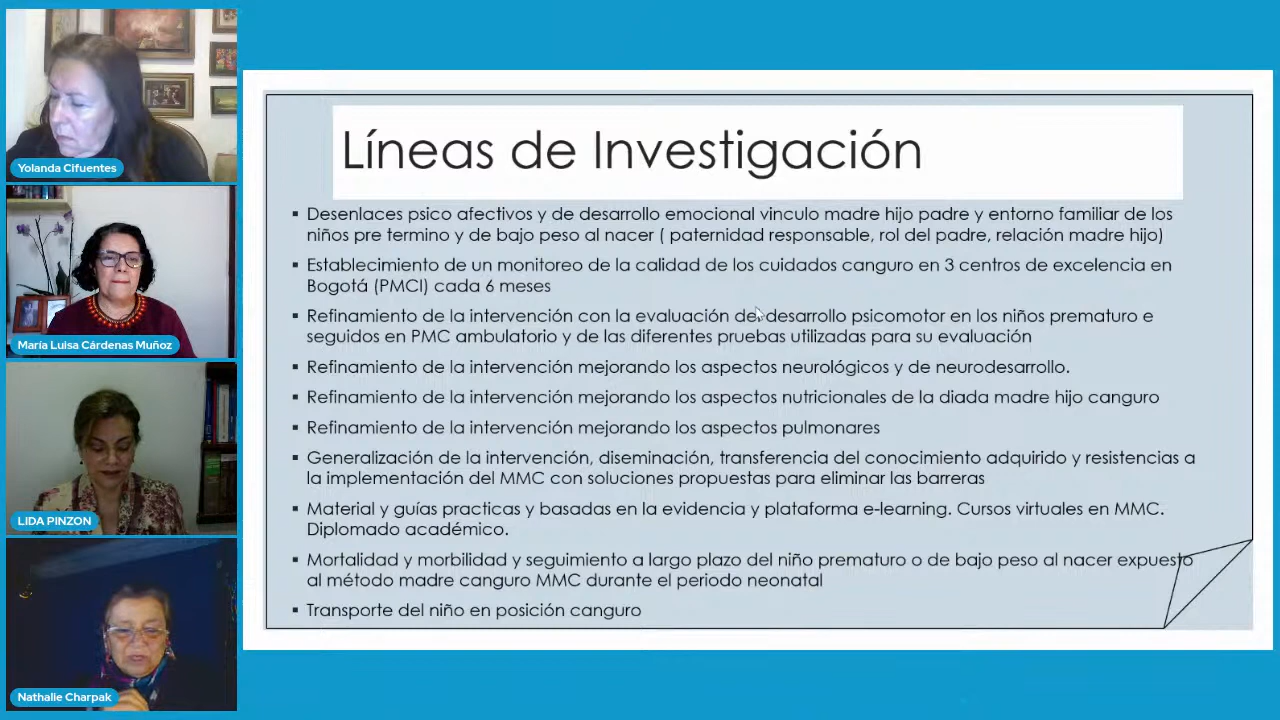 Yolanda Cifuentes
María Luisa Cárdenas Muñoz
LIDA PINZON
Nathalie Charpak
Líneas de Investigación
▪ Desenlaces psico afectivos y de desarrollo emocional vinculo madre hijo padre y entorno familiar de los
niños pre termino y de bajo peso al nacer ( paternidad responsable, rol del padre, relación madre hijo)
▪ Establecimiento de un monitoreo de la calidad de los cuidados canguro en 3 centros de excelencia en
Bogotá (PMCI) cada 6 meses
▪ Refinamiento de la intervención con la evaluación de desarrollo psicomotor en los niños prematuro e
seguidos en PMC ambulatorio y de las diferentes pruebas utilizadas para su evaluación
▪ Refinamiento de la intervención mejorando los aspectos neurológicos y de neurodesarrollo.
▪ Refinamiento de la intervención mejorando los aspectos nutricionales de la diada madre hijo canguro
▪ Refinamiento de la intervención mejorando los aspectos pulmonares
▪ Generalización de la intervención, diseminación, transferencia del conocimiento adquirido y resistencias a
la implementación del MMC con soluciones propuestas para eliminar las barreras
▪ Material y guías practicas y basadas en la evidencia y plataforma e-learning. Cursos virtuales en MMC.
Diplomado académico.
▪ Mortalidad y morbilidad y seguimiento a largo plazo del niño prematuro o de bajo peso al nacer expuesto
al método madre canguro MMC durante el periodo neonatal
▪ Transporte del niño en posición canguro